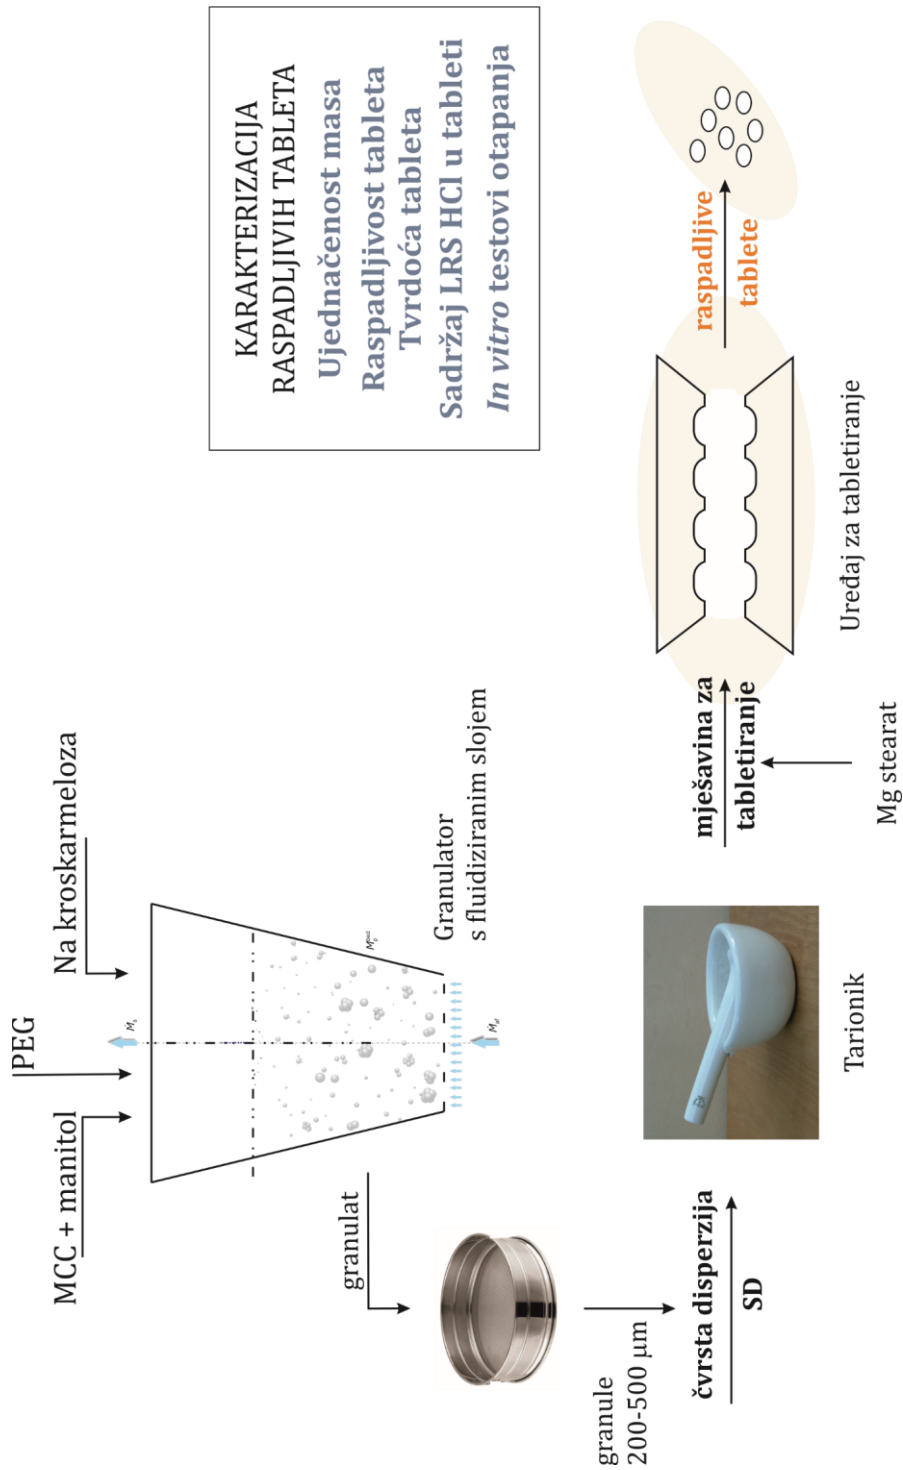 MCC + manitol
PEG
Na kroskarmeloza
Granulator
s fluidiziranim slojem
granulat
granule
200-500 μm
čvrsta disperzija
SD
Tarionik
mješavina za
tabletiranje
Mg stearat
Uređaj za tabletiranje
raspadljive
tablete
KARAKTERIZACIJA
RASPADLJIVIH TABLETA
Ujednačenost masa
Raspadljivost tableta
Tvrdoća tableta
Sadržaj LRS HCl u tableti
In vitro testovi otapanja